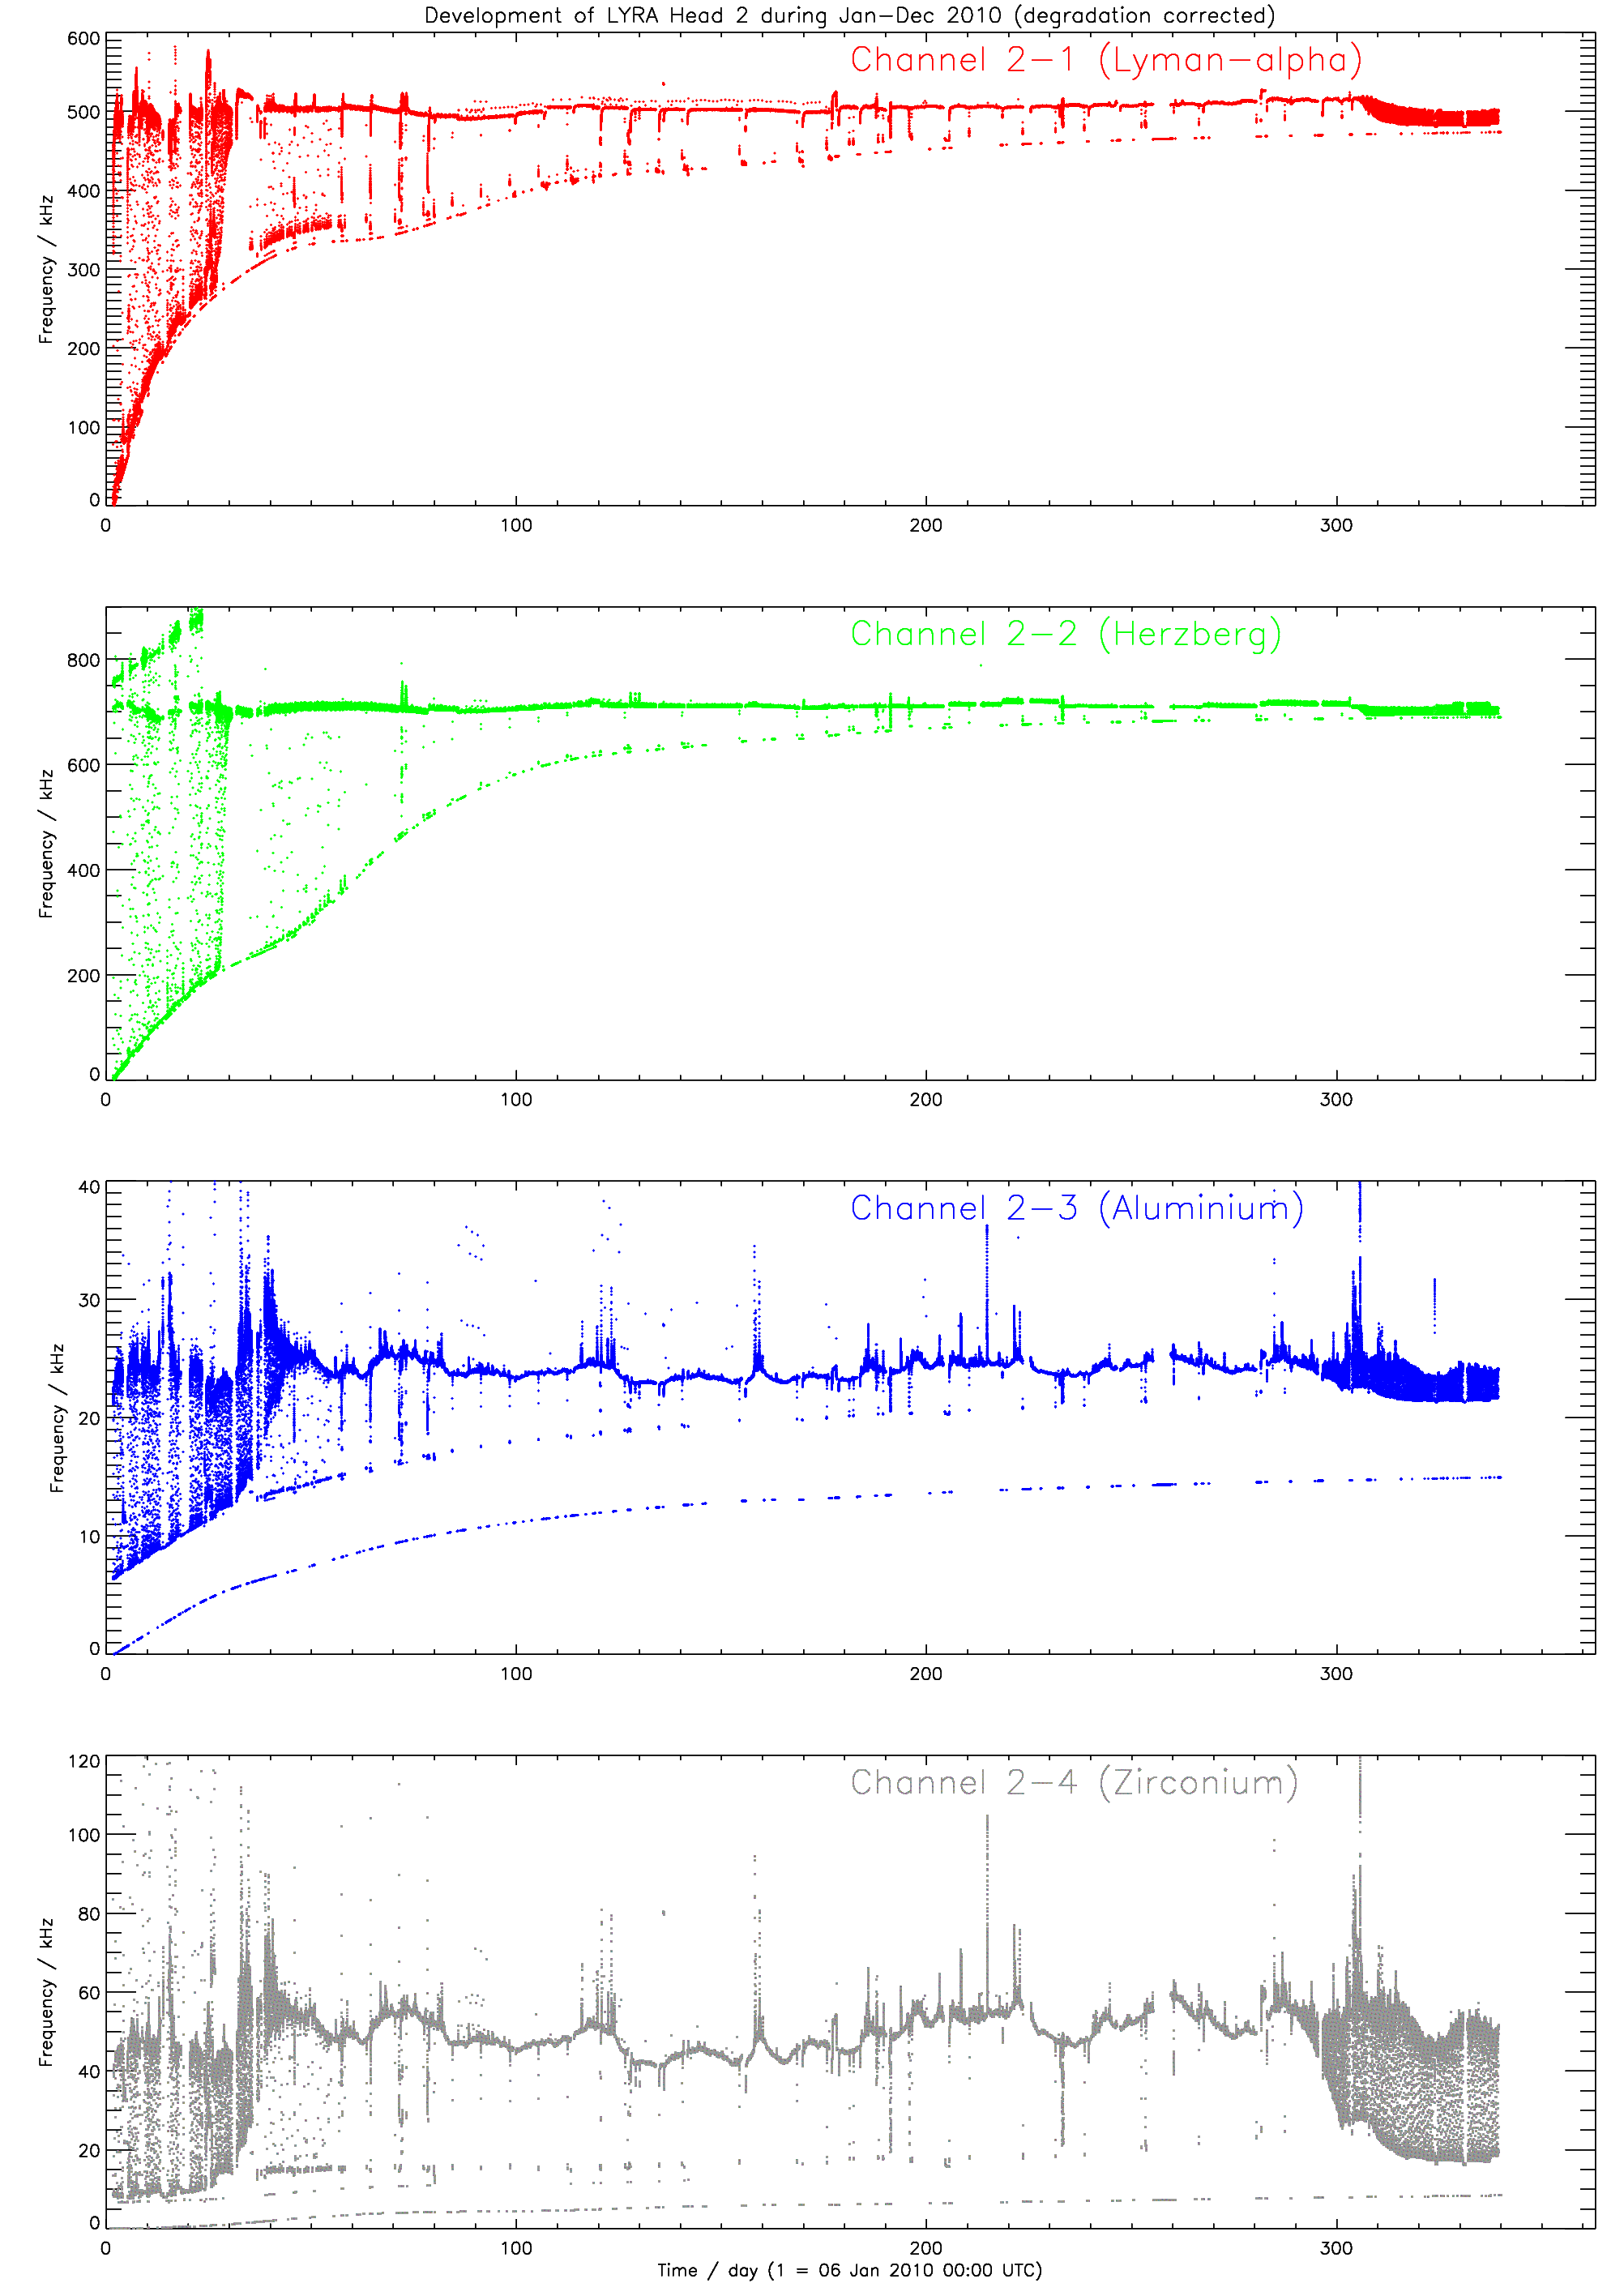 Development of LYRA Head 2 during Jan-Dec 2010 (degradation corrected)
Channel 2-1 (Lyman-alpha)
Frequency / kHz
600
500
400
300
200
100
0
0 100 200 300
Channel 2-2 (Herzberg)
Frequency / kHz
800
600
400
200
0
0 100 200 300
Channel 2-3 (Aluminium)
Frequency / kHz
40
30
20
10
0
0 100 200 300
Channel 2-4 (Zirconium)
Frequency / kHz
120
100
80
60
40
20
0
0 100 200 300
Time / day (1 = 06 Jan 2010 00:00 UTC)